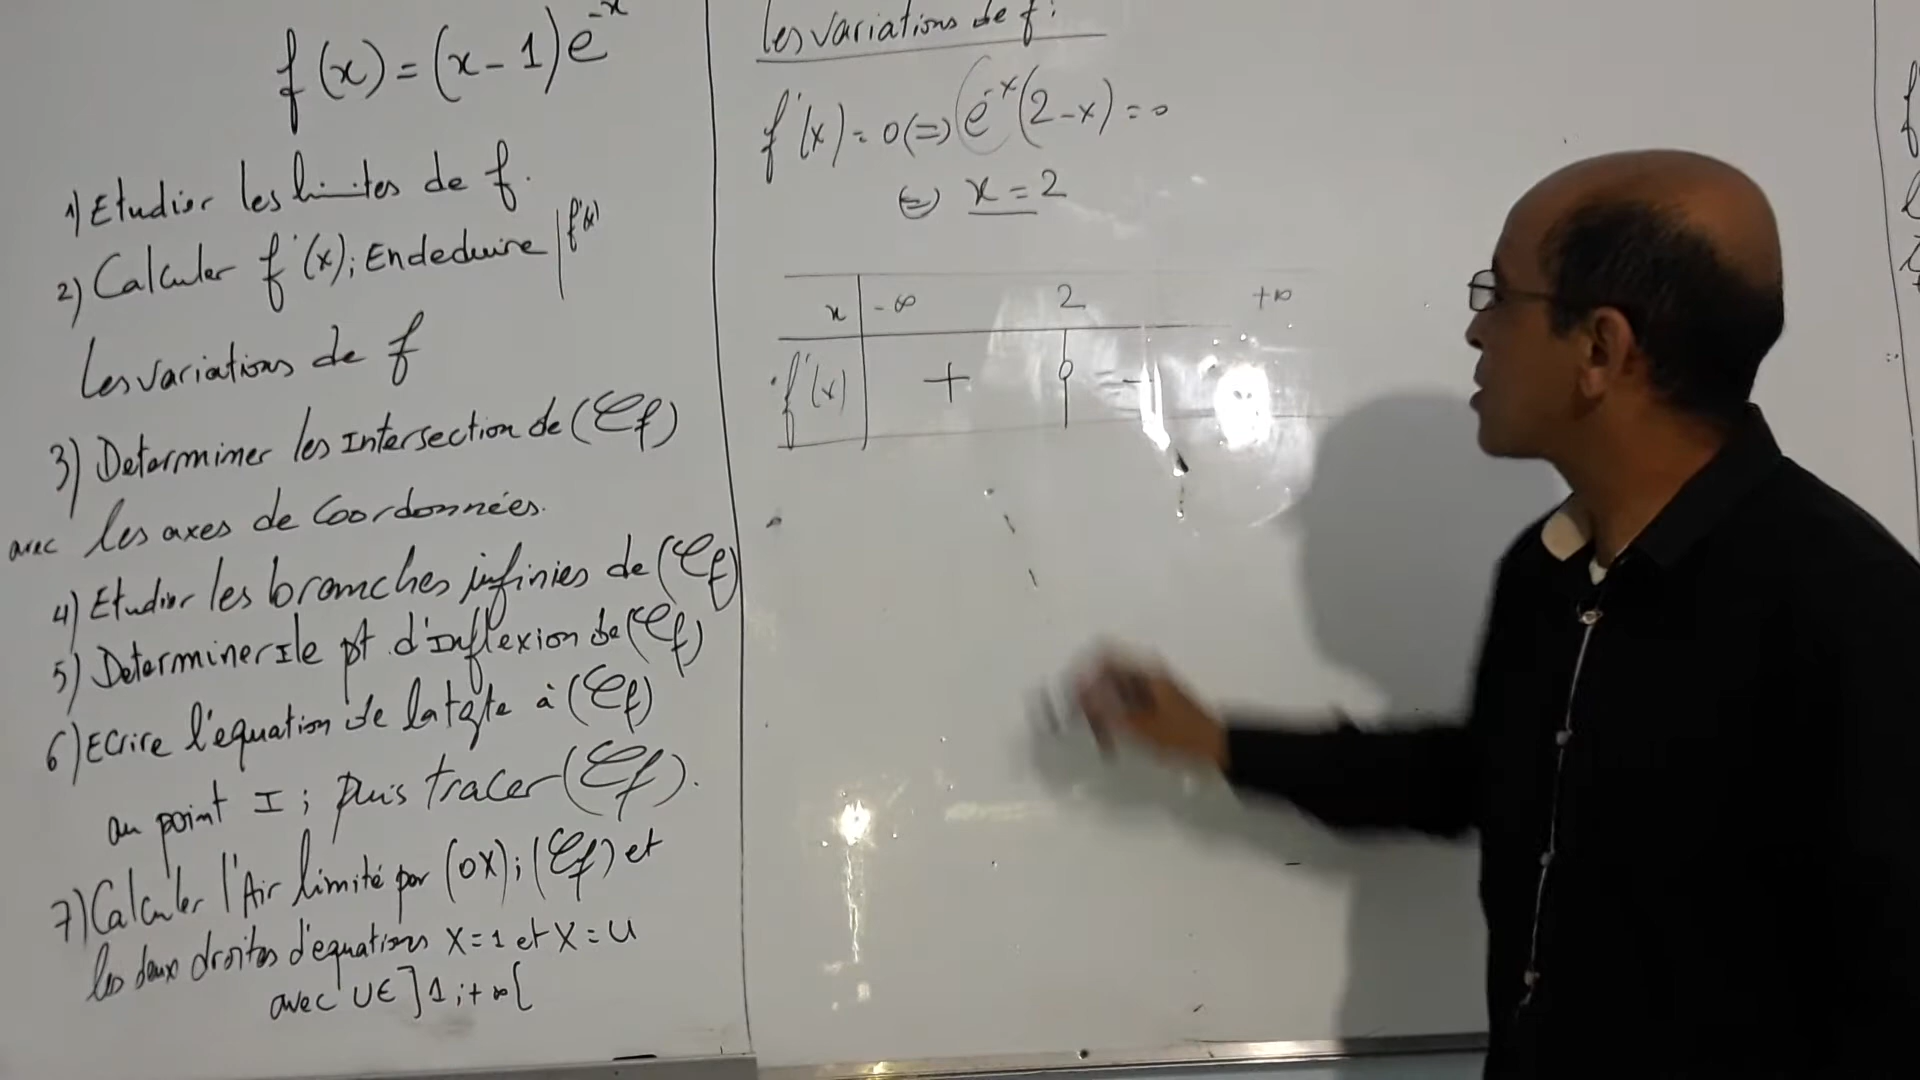 f(x) = (x-1)e^-x
1) Etudier les limites de f.
2) Calculer f'(x); En deduire | f'(x)
les variations de f
3) Determiner les Intersection de (Cf)
avec les axes de coordonnées.
4) Etudier les branches infinies de (Cf)
5) Determiner I le pt d'Inflexion de (Cf)
6) Ecrire l'équation de la tgte à (Cf)
au point I ; puis tracer (Cf).
7) Calculer l'Air limité par (OX) ; (Cf) et
les deux droites d'équations X=1 et X=U
avec U∈]1;+∞[
les variations de f :
f'(x) = 0 (=) e^-x(2-x) = 0
(=) x = 2
x | -∞ 2 +∞
f'(x) | + 0 -